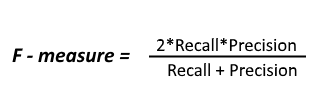 F - measure = 2*Recall*Precision
Recall + Precision